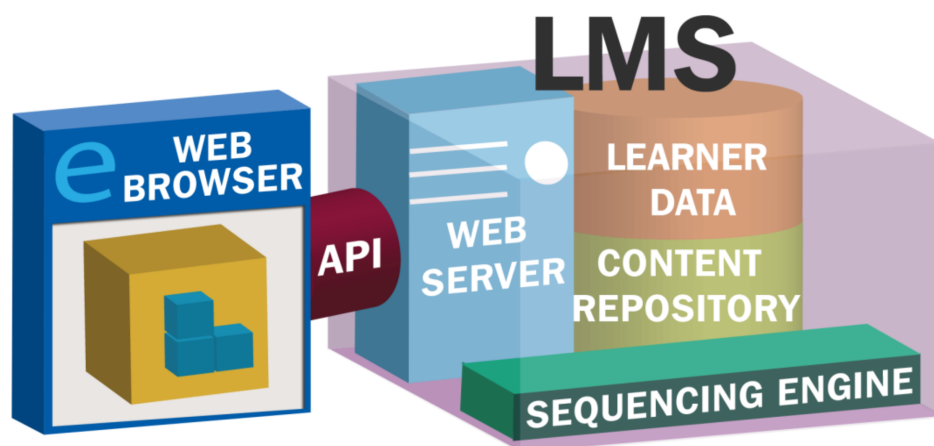 LMS
e
WEB
BROWSER
API
WEB
SERVER
LEARNER
DATA
CONTENT
REPOSITORY
SEQUENCING ENGINE